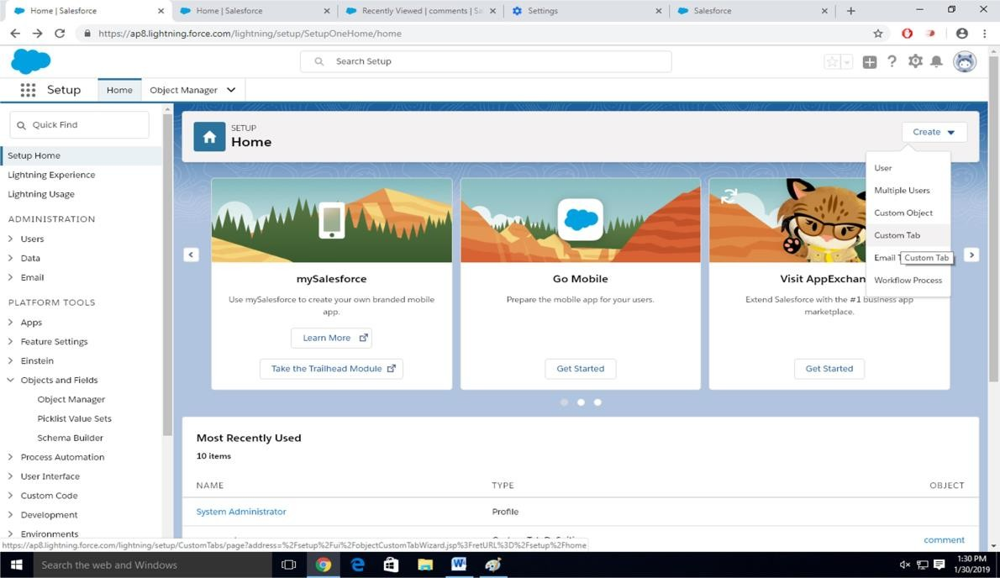 Home | Salesforce
Home | Salesforce
Recently Viewed | comments | Sa
Settings
Salesforce
https://ap8.lightning.force.com/lightning/setup/SetupOneHome/home
Search Setup
Setup
Home
Object Manager
Quick Find
Setup Home
Lightning Experience
Lightning Usage
ADMINISTRATION
Users
Data
Email
PLATFORM TOOLS
Apps
Feature Settings
Einstein
Objects and Fields
Object Manager
Picklist Value Sets
Schema Builder
Process Automation
User Interface
Custom Code
Development
Environments
SETUP
Home
Create
User
Multiple Users
Custom Object
Custom Tab
Email T
Custom Tab
Workflow Process
mySalesforce
Use mySalesforce to create your own branded mobile
app.
Learn More
Take the Trailhead Module
Go Mobile
Prepare the mobile app for your users.
Get Started
Visit AppExchan
Extend Salesforce with the #1 business app
marketplace.
Get Started
Most Recently Used
10 items
NAME
TYPE
OBJECT
System Administrator
Profile
comment
https://ap8.lightning.force.com/lightning/setup/CustomTabs/page?address=%2Fsetup%2Fui%2FobjectCustomTabWizard.jsp%3FretURL%3D%2Fsetup%2Fhome
Search the web and Windows
1:30 PM
1/30/2019